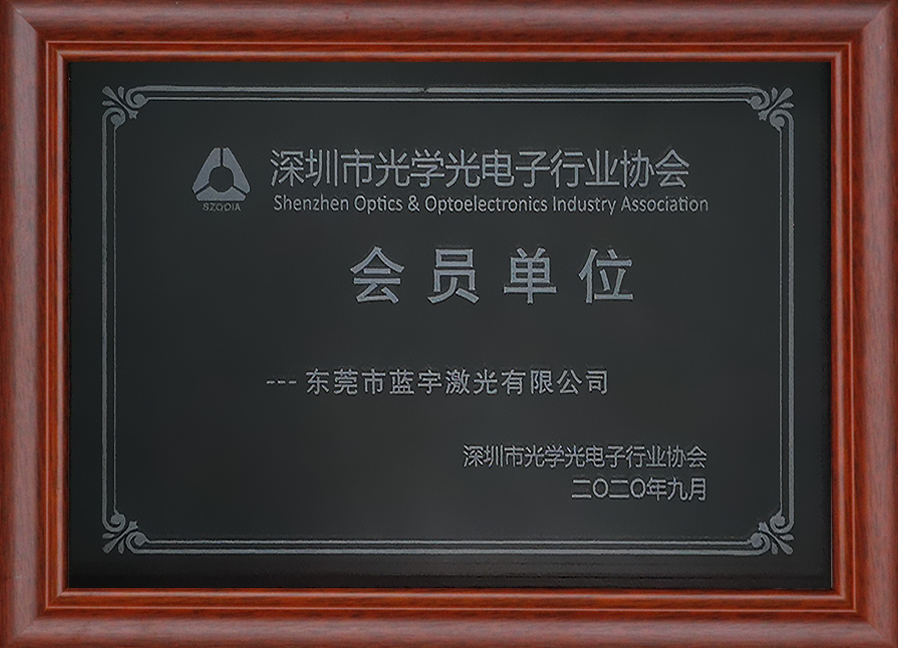 深圳市光学光电子行业协会
SZOOIA
Shenzhen Optics & Optoelectronics Industry Association
会员单位
--- 东莞市蓝宇激光有限公司
深圳市光学光电子行业协会
二〇二〇年九月